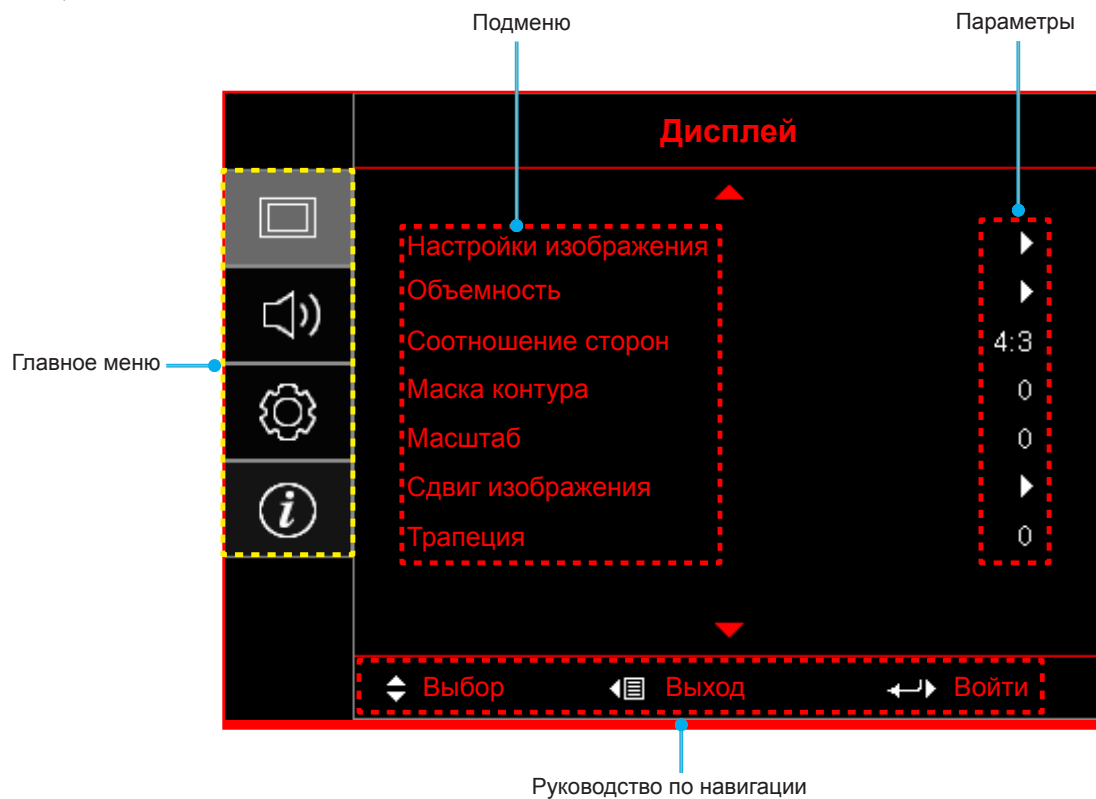 Подменю
Параметры
Дисплей
Настройки изображения
Объемность
Соотношение сторон 4:3
Маска контура 0
Масштаб 0
Сдвиг изображения
Трапеция 0
Главное меню
Выбор Выход Войти
Руководство по навигации